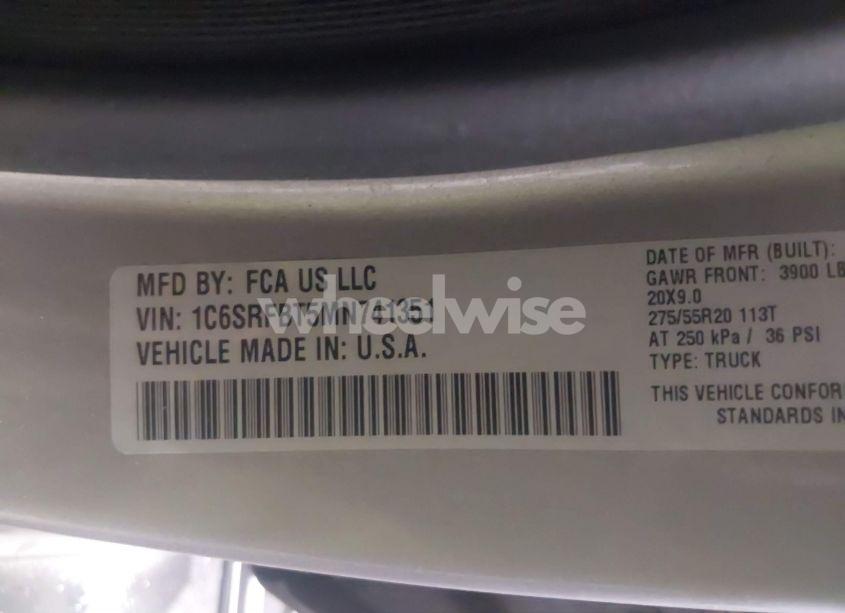 MFD BY: FCA US LLC
VIN: 1C6SRFBT5MN741351
VEHICLE MADE IN: U.S.A.
DATE OF MFR (BUILT):
GAWR FRONT: 3900 LB
20X9.0
275/55R20 113T
AT 250 kPa / 36 PSI
TYPE: TRUCK
THIS VEHICLE CONFOR
STANDARDS IN
wheelwise